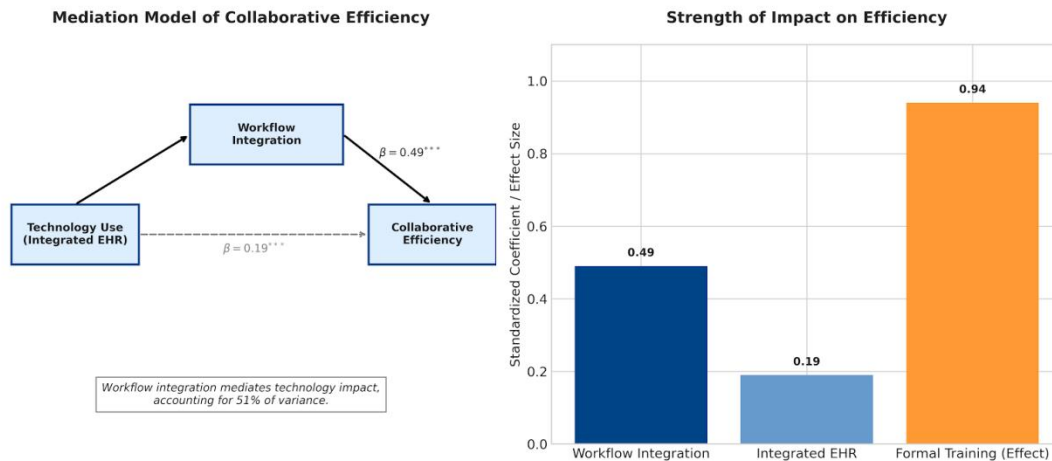 Mediation Model of Collaborative Efficiency
Workflow
Integration
β = 0.49***
Technology Use
(Integrated EHR)
β = 0.19***
Collaborative
Efficiency
Workflow integration mediates technology impact,
accounting for 51% of variance.
Strength of Impact on Efficiency
Standardized Coefficient / Effect Size
1.0
0.8
0.6
0.4
0.2
0.0
0.49
0.19
0.94
Workflow Integration
Integrated EHR
Formal Training (Effect)